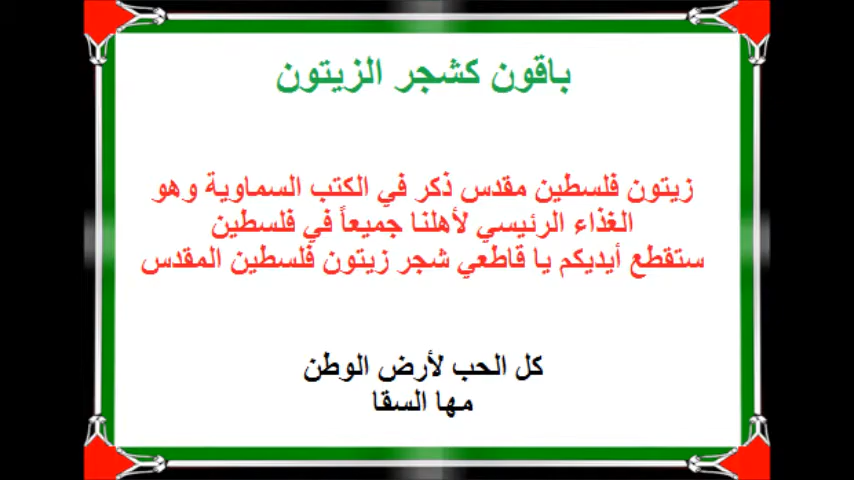 باقون كشجر الزيتون
زيتون فلسطين مقدس ذكر في الكتب السماوية وهو
الغذاء الرئيسي لأهلنا جميعاً في فلسطين
ستقطع أيديكم يا قاطعي شجر زيتون فلسطين المقدس
كل الحب لأرض الوطن
مها السقا